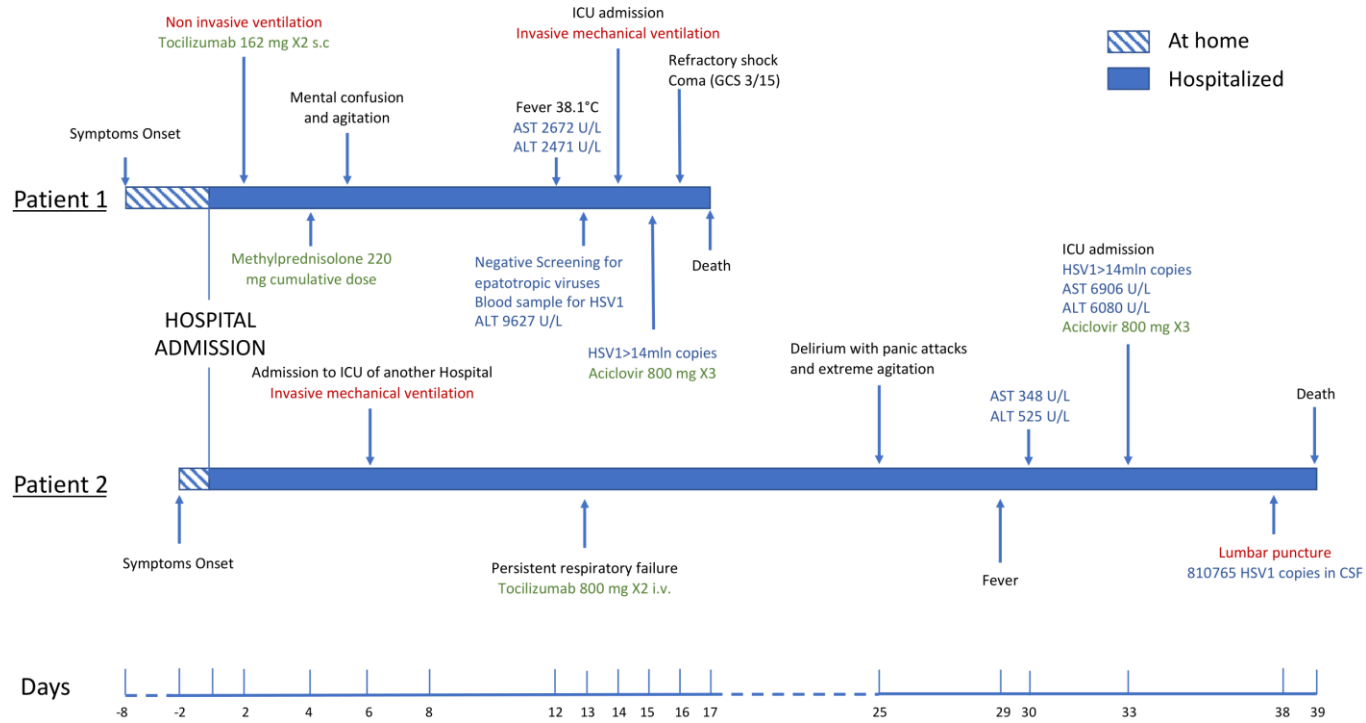 Non invasive ventilation
Tocilizumab 162 mg X2 s.c
ICU admission
Invasive mechanical ventilation
At home
Hospitalized
Refractory shock
Coma (GCS 3/15)
Mental confusion
and agitation
Fever 38.1°C
AST 2672 U/L
ALT 2471 U/L
Symptoms Onset
Patient 1
Methylprednisolone 220
mg cumulative dose
Negative Screening for
epatotropic viruses
Blood sample for HSV1
ALT 9627 U/L
Death
HSV1>14mln copies
Aciclovir 800 mg X3
HOSPITAL
ADMISSION
ICU admission
HSV1>14mln copies
AST 6906 U/L
ALT 6080 U/L
Aciclovir 800 mg X3
Admission to ICU of another Hospital
Invasive mechanical ventilation
Delirium with panic attacks
and extreme agitation
AST 348 U/L
ALT 525 U/L
Death
Patient 2
Symptoms Onset
Persistent respiratory failure
Tocilizumab 800 mg X2 i.v.
Fever
Lumbar puncture
810765 HSV1 copies in CSF
Days
-8 -2 2 4 6 8 12 13 14 15 16 17 25 29 30 33 38 39